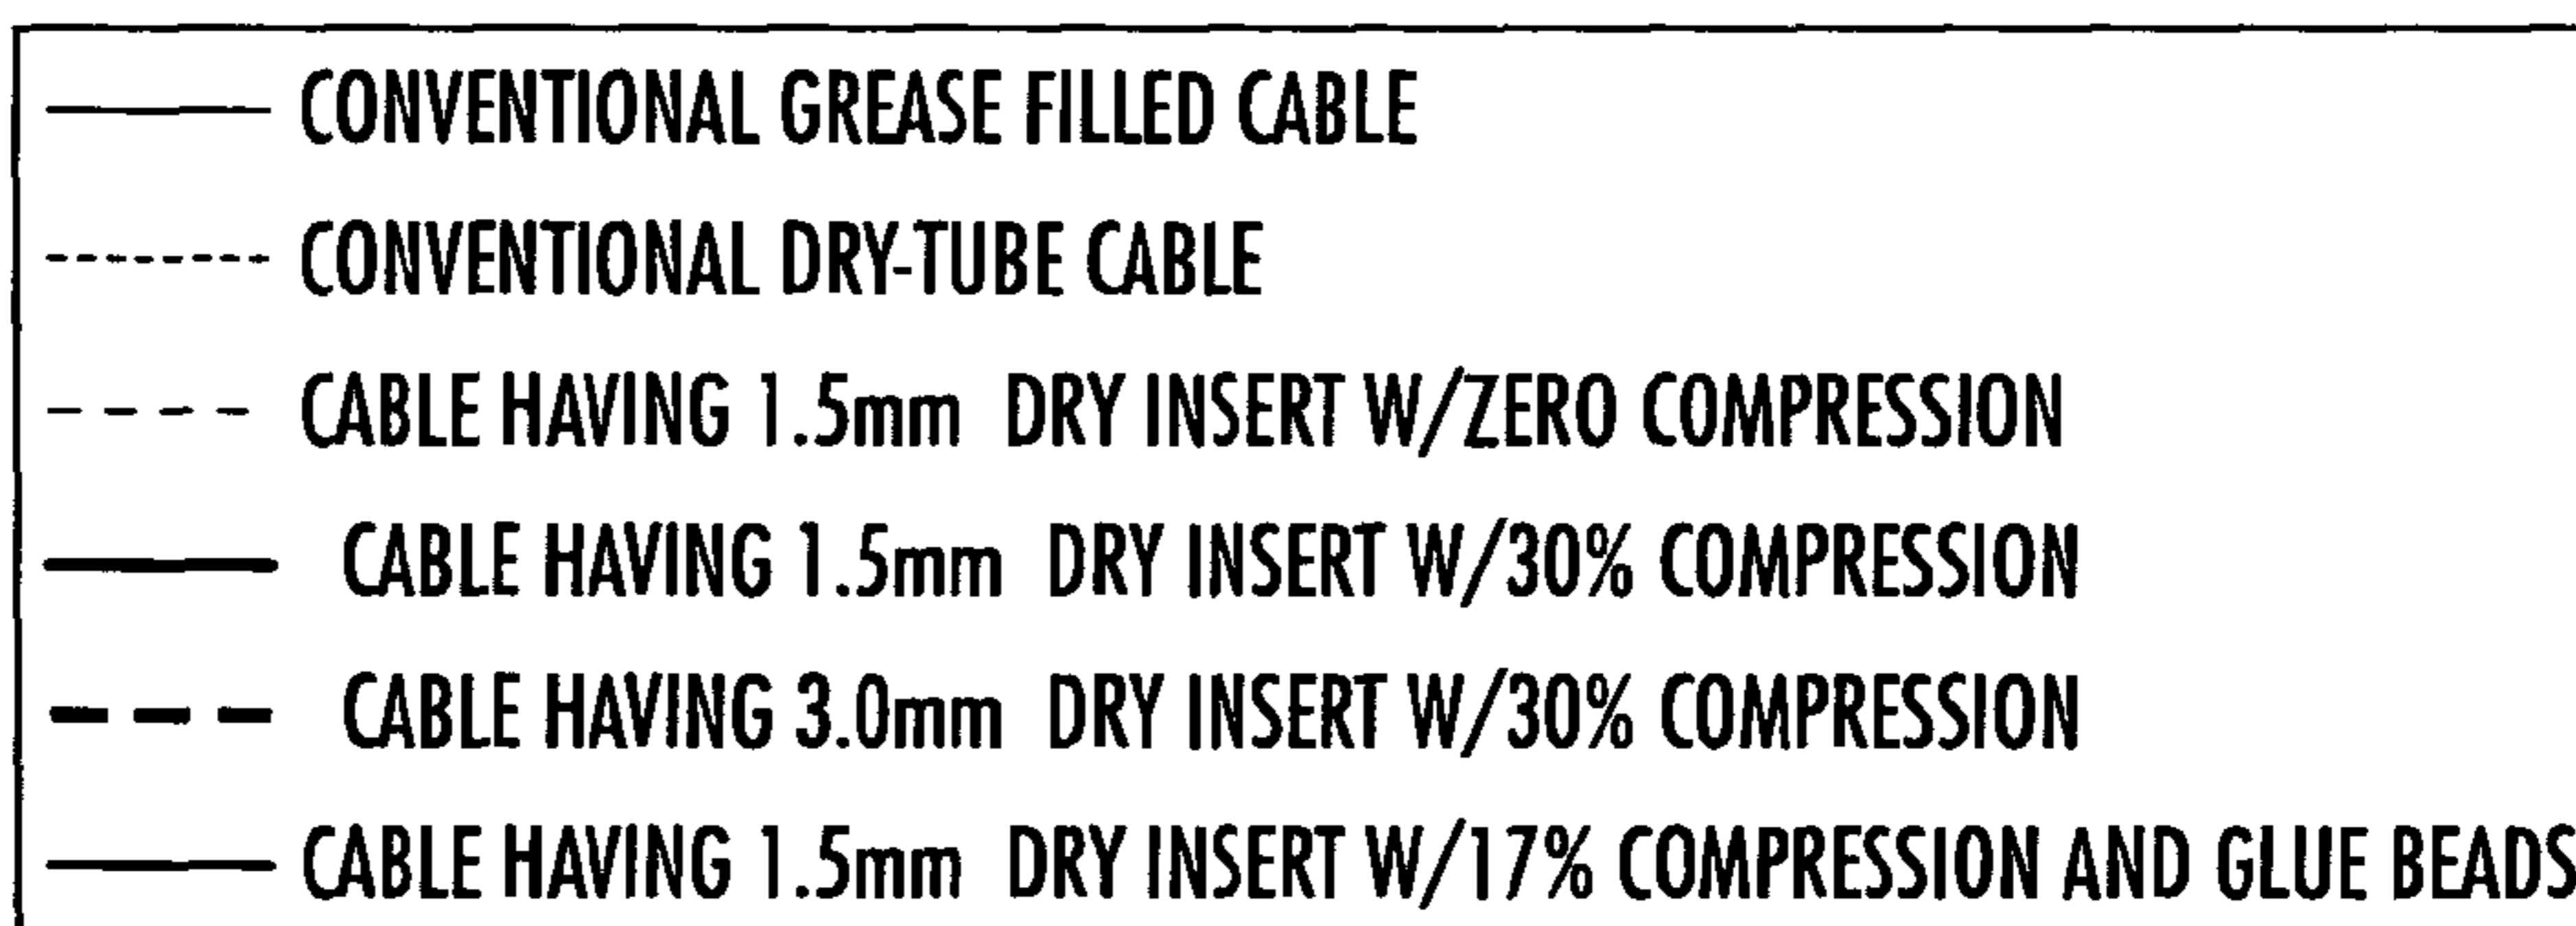 CONVENTIONAL GREASE FILLED CABLE
CONVENTIONAL DRY-TUBE CABLE
CABLE HAVING 1.5mm DRY INSERT W/ZERO COMPRESSION
CABLE HAVING 1.5mm DRY INSERT W/30% COMPRESSION
CABLE HAVING 3.0mm DRY INSERT W/30% COMPRESSION
CABLE HAVING 1.5mm DRY INSERT W/17% COMPRESSION AND GLUE BEADS